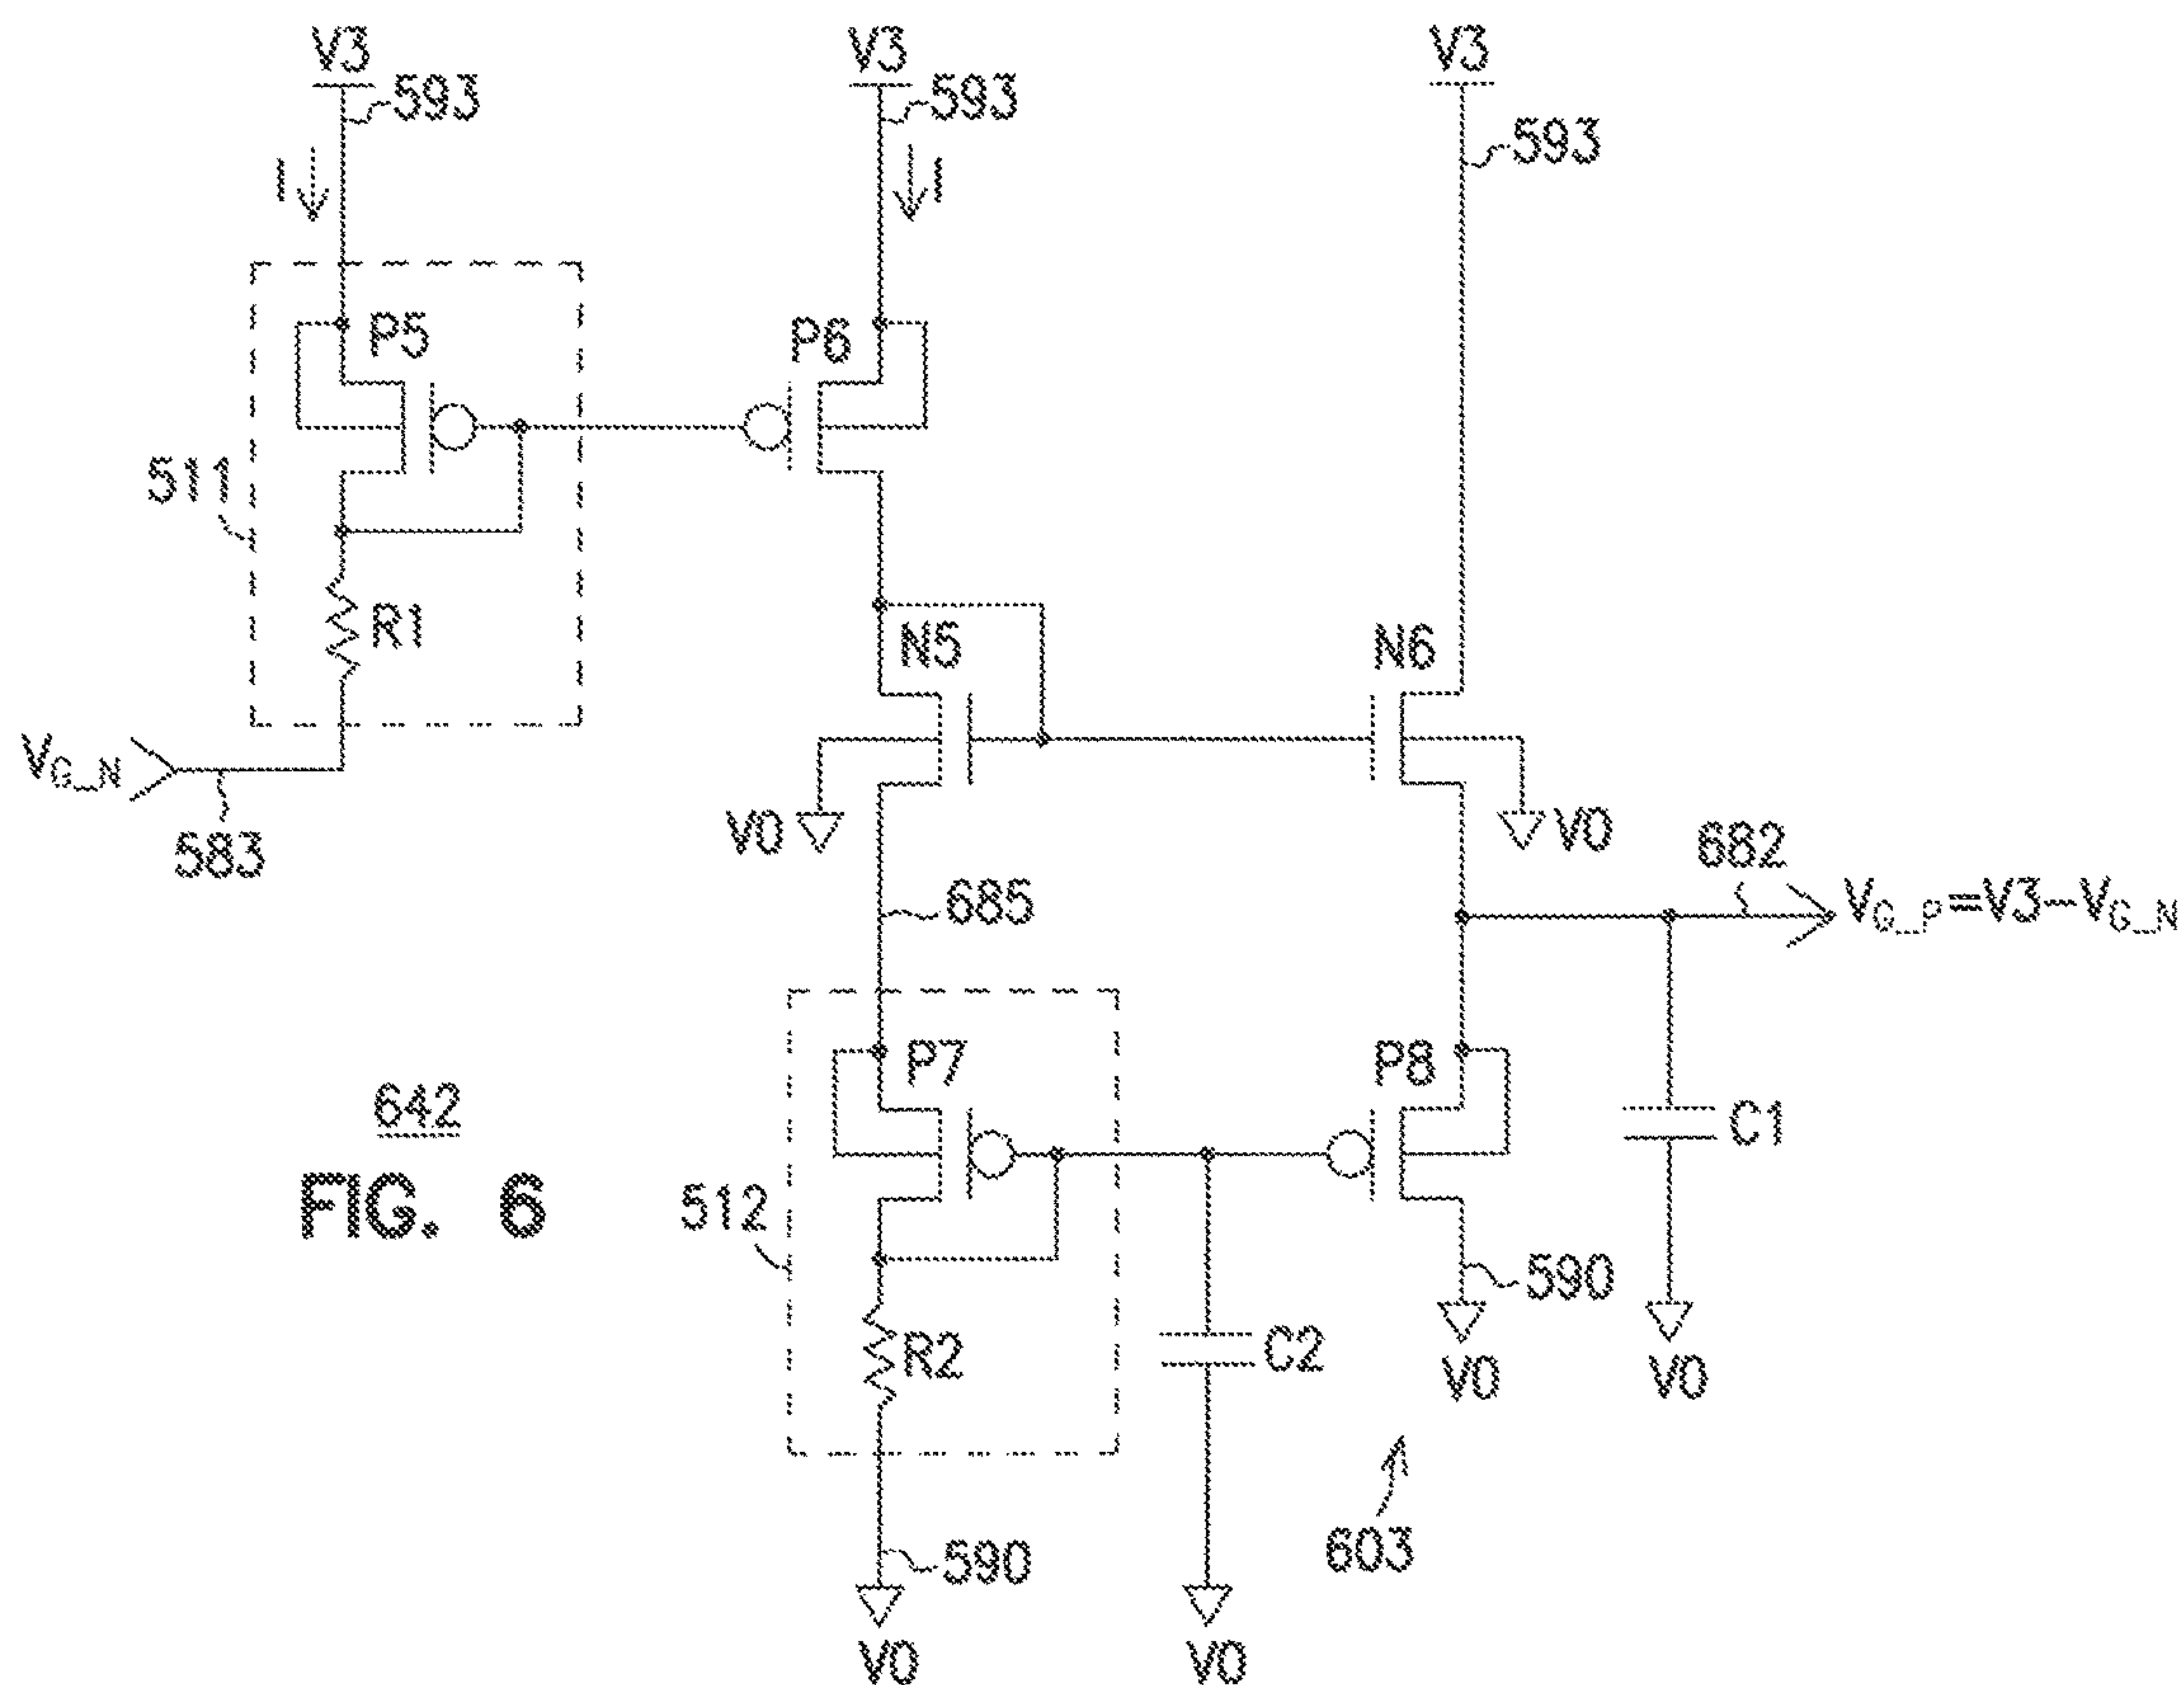 V3
V3
V3
593
593
593
I
I
P5
P6
511
R1
N5
N6
VG_N
583
V0
V0
682
VG_P=V3-VG_N
685
P7
P8
C1
642
FIG. 6
512
R2
C2
590
V0
V0
603
590
V0
V0